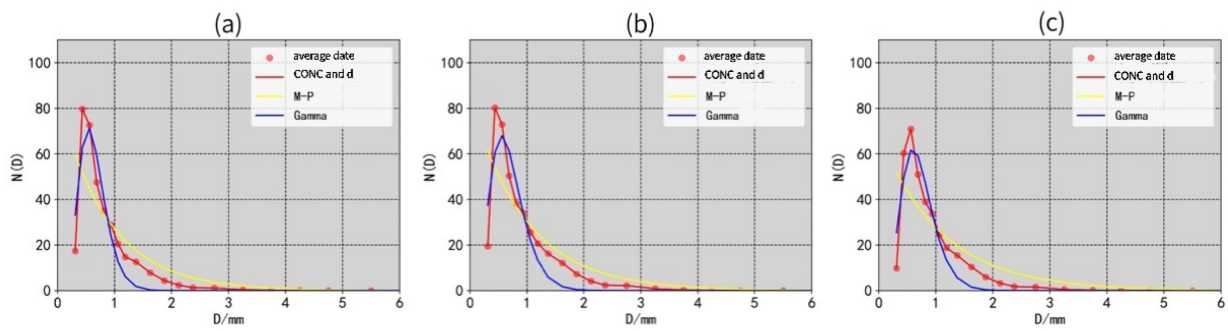 (a)
N(D)
100
80
60
40
20
0
0 1 2 3 4 5 6
D/mm
average date
CONC and d
M-P
Gamma
(b)
N(D)
100
80
60
40
20
0
0 1 2 3 4 5 6
D/mm
average date
CONC and d
M-P
Gamma
(c)
N(D)
100
80
60
40
20
0
0 1 2 3 4 5 6
D/mm
average date
CONC and d
M-P
Gamma